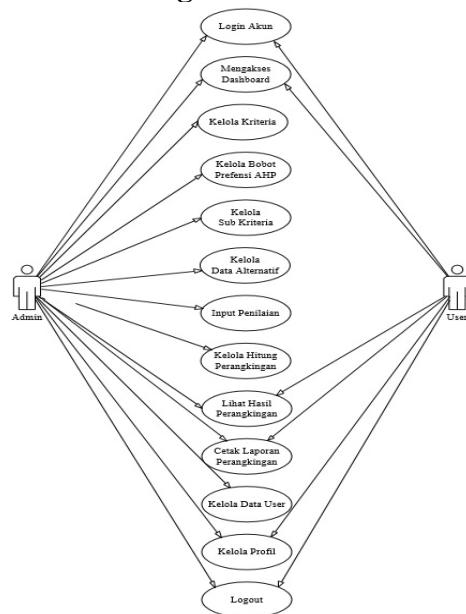 Login Akun
Mengakses
Dashboard
Kelola Kriteria
Kelola Bobot
Prefensi AHP
Kelola
Sub Kriteria
Kelola
Data Alternatif
Input Penilaian
Admin
User
Kelola Hitung
Perangkingan
Lihat Hasil
Perangkingan
Cetak Laporan
Perangkingan
Kelola Data User
Kelola Profil
Logout